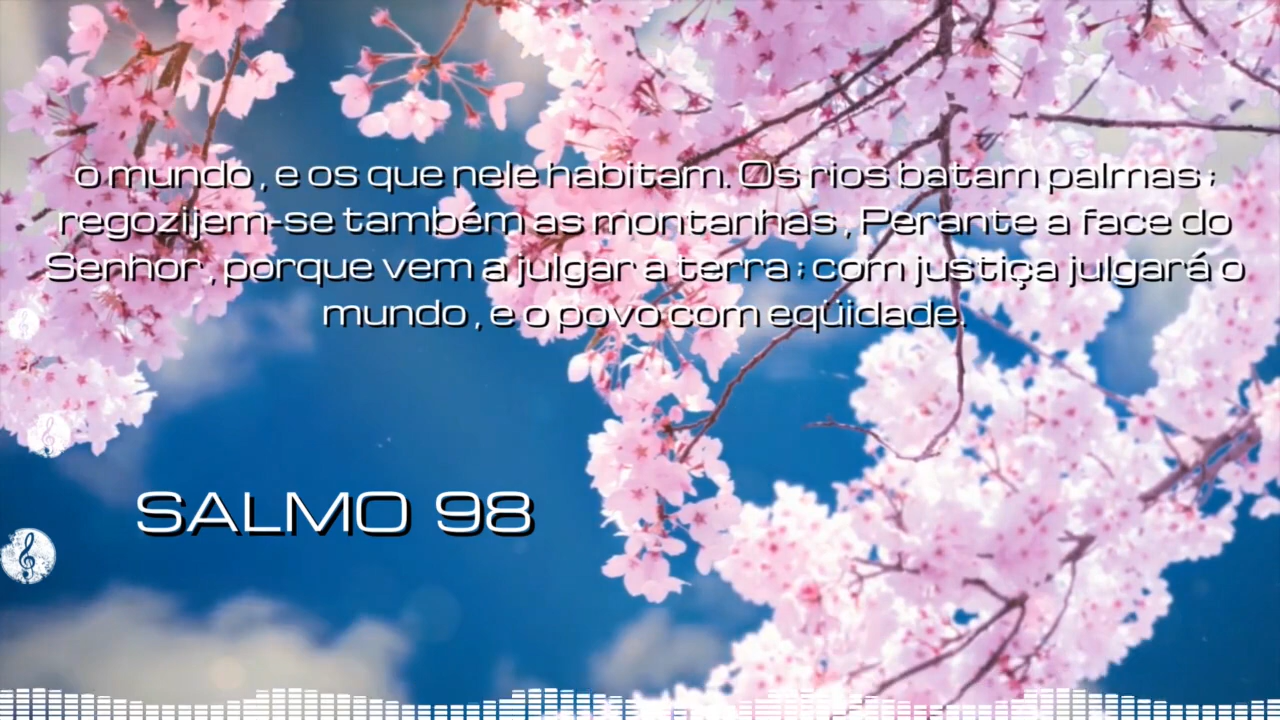 o mundo , e os que nele habitam. Os rios batam palmas ;
regozijem-se também as montanhas , Perante a face do
Senhor , porque vem a julgar a terra ; com justiça julgará o
mundo , e o povo com eqüidade.
SALMO 98